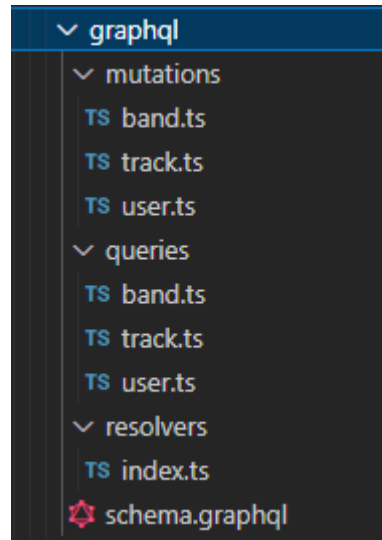 graphql
mutations
TS band.ts
TS track.ts
TS user.ts
queries
TS band.ts
TS track.ts
TS user.ts
resolvers
TS index.ts
schema.graphql